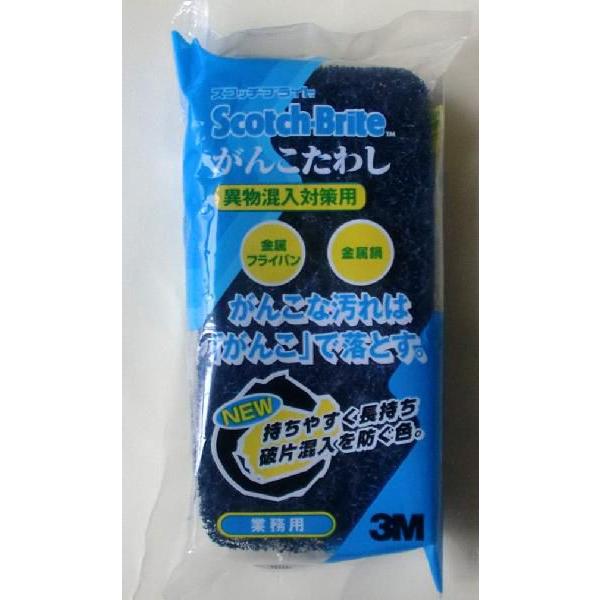 スコッチ・ブライト
Scotch-Brite™
がんこたわし
異物混入対策用
金属
フライパン
金属鍋
がんこな汚れは
「がんこ」で落とす。
NEW
持ちやすく長持ち
破片混入を防ぐ色。
業務用
3M